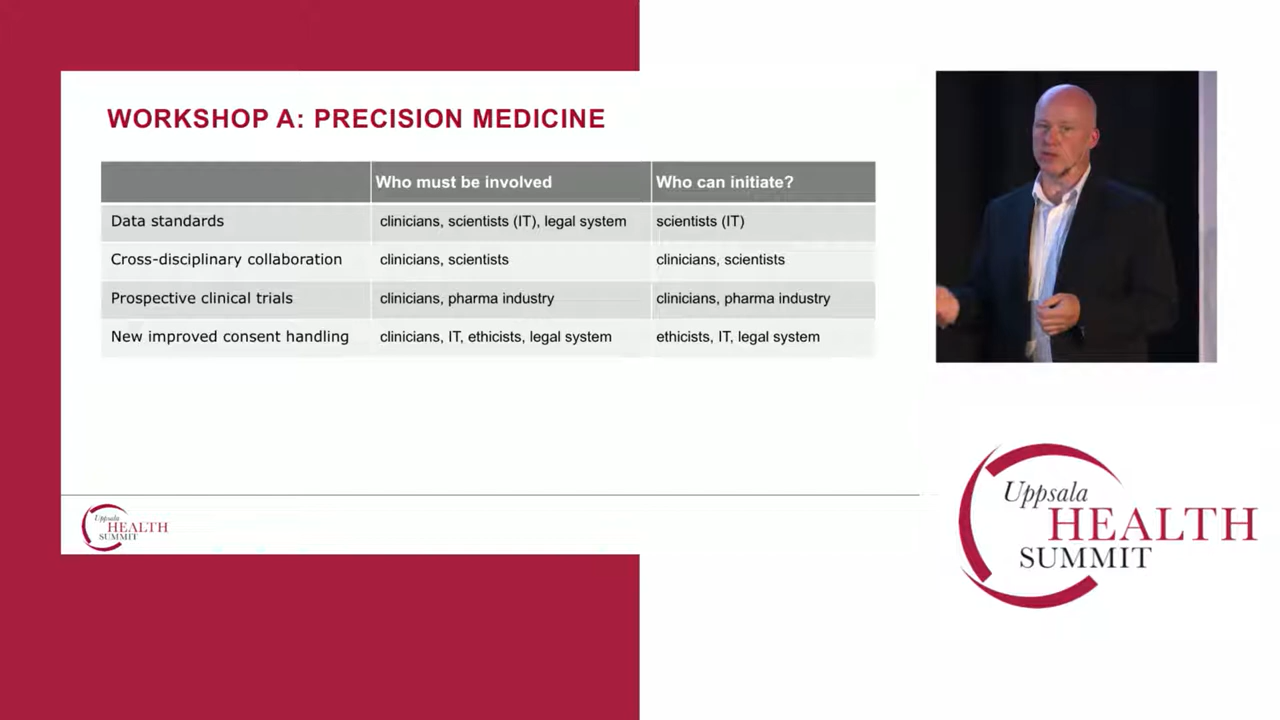 WORKSHOP A: PRECISION MEDICINE
Who must be involved Who can initiate?
Data standards clinicians, scientists (IT), legal system scientists (IT)
Cross-disciplinary collaboration clinicians, scientists clinicians, scientists
Prospective clinical trials clinicians, pharma industry clinicians, pharma industry
New improved consent handling clinicians, IT, ethicists, legal system ethicists, IT, legal system
Uppsala
HEALTH
SUMMIT
Uppsala
HEALTH
SUMMIT